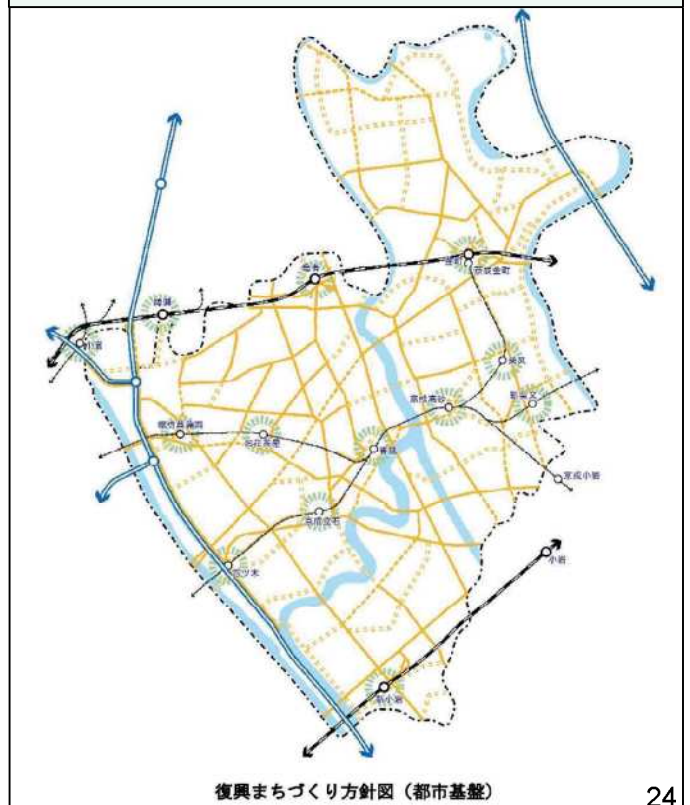 亀有
金町
京成金町
綾瀬
小菅
柴又
新柴又
京成高砂
堀切菖蒲園
お花茶屋
青砥
京成小岩
京成立石
四ツ木
小岩
新小岩
復興まちづくり方針図（都市基盤）
24